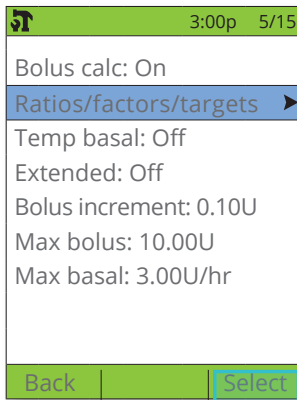 3:00p 5/15
Bolus calc: On
Ratios/factors/targets
Temp basal: Off
Extended: Off
Bolus increment: 0.10U
Max bolus: 10.00U
Max basal: 3.00U/hr
Back Select